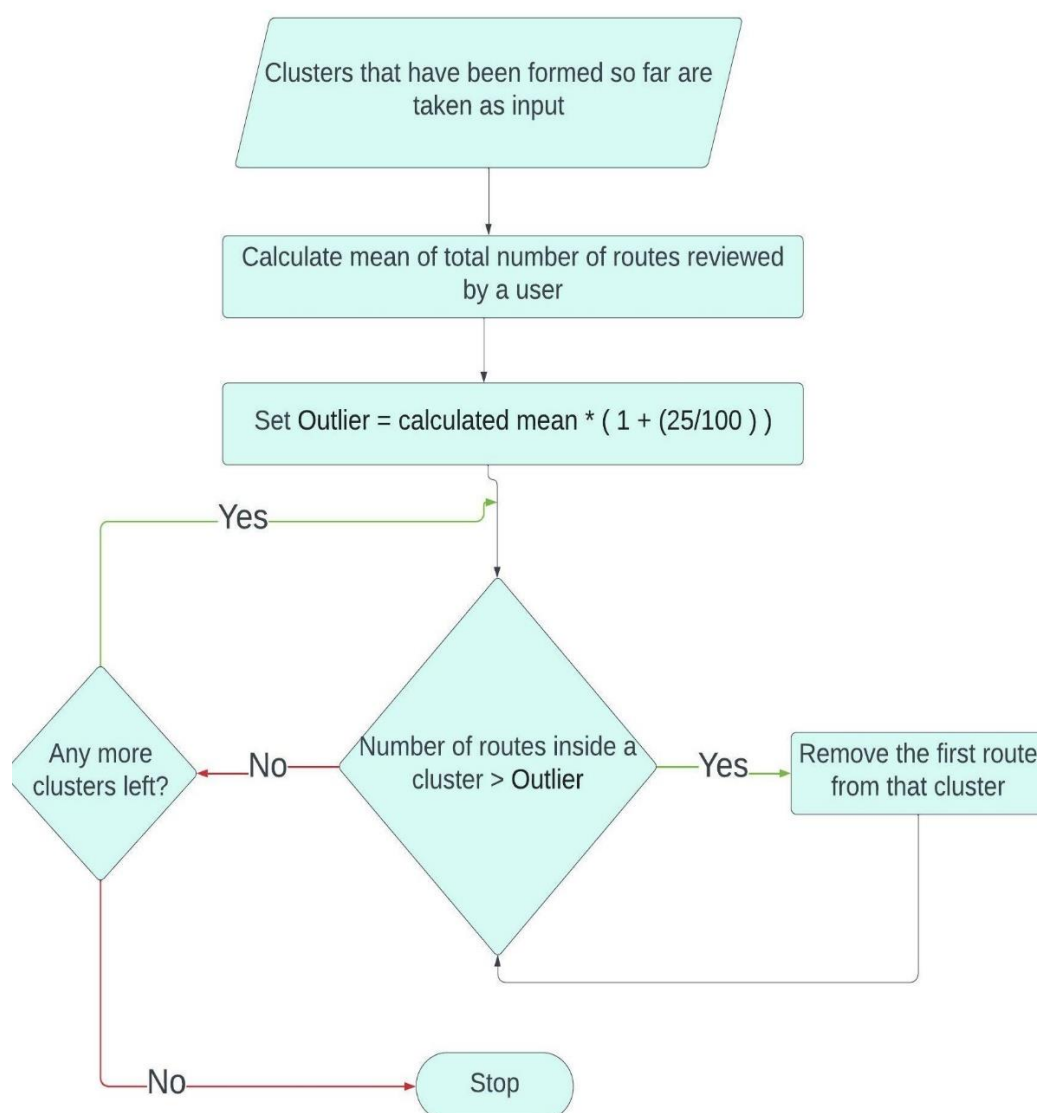 Clusters that have been formed so far are
taken as input
Calculate mean of total number of routes reviewed
by a user
Set Outlier = calculated mean * ( 1 + (25/100 ) )
Yes
Number of routes inside a
cluster > Outlier
No
Any more
clusters left?
Yes
Remove the first route
from that cluster
No
Stop